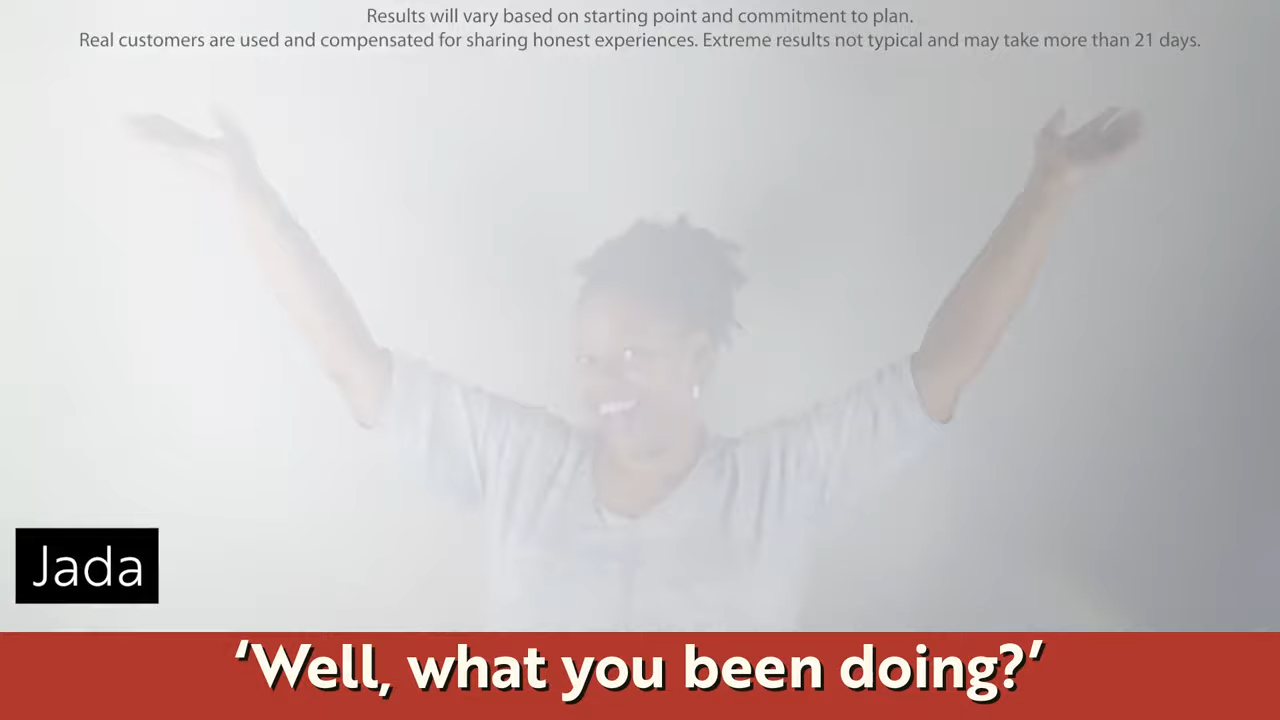 Results will vary based on starting point and commitment to plan.
Real customers are used and compensated for sharing honest experiences. Extreme results not typical and may take more than 21 days.
Jada
‘Well, what you been doing?’